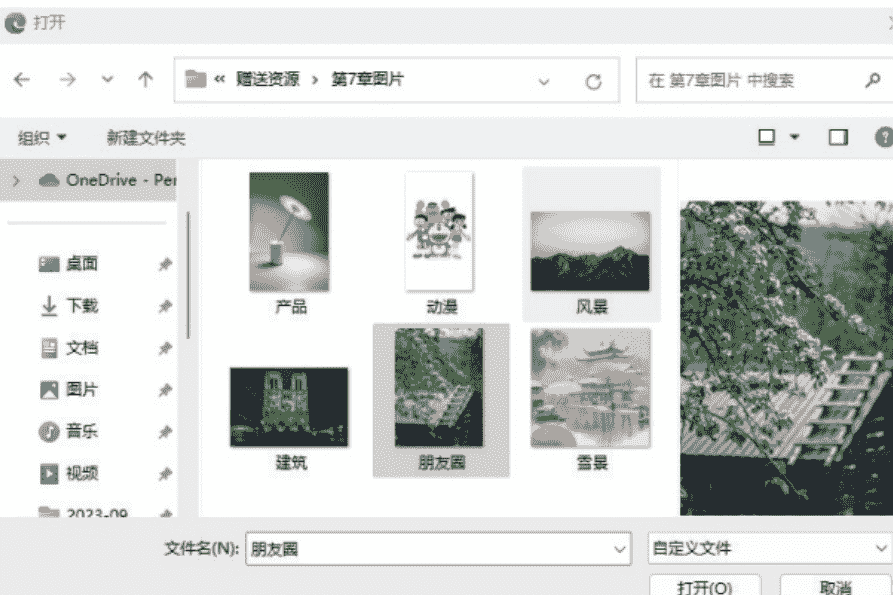 打开
« 赠送资源 › 第7章图片
在 第7章图片 中搜索
组织
新建文件夹
OneDrive - Per
桌面
下载
文档
图片
音乐
视频
2023-09
产品
动漫
风景
建筑
朋友圈
雪景
文件名(N):
朋友圈
自定义文件
打开(O)
取消